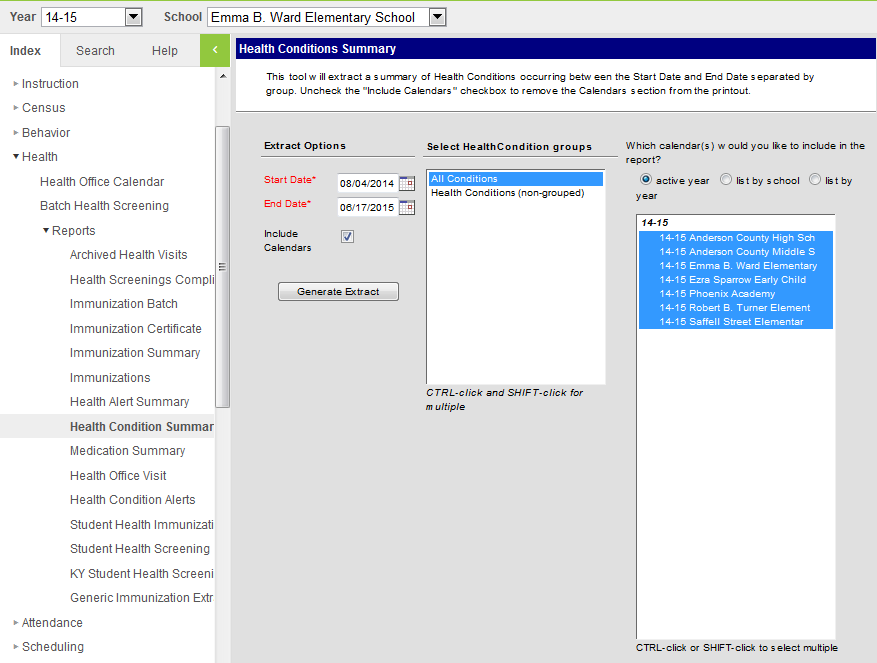 Year 14-15 School Emma B. Ward Elementary School
Index Search Help
Instruction
Census
Behavior
Health
Health Office Calendar
Batch Health Screening
Reports
Archived Health Visits
Health Screenings Compli
Immunization Batch
Immunization Certificate
Immunization Summary
Immunizations
Health Alert Summary
Health Condition Summar
Medication Summary
Health Office Visit
Health Condition Alerts
Student Health Immunizati
Student Health Screening
KY Student Health Screeni
Generic Immunization Extr
Attendance
Scheduling
Health Conditions Summary
This tool will extract a summary of Health Conditions occurring between the Start Date and End Date separated by
group. Uncheck the "Include Calendars" checkbox to remove the Calendars section from the printout.
Extract Options
Start Date* 08/04/2014
End Date* 06/17/2015
Include
Calendars
Generate Extract
Select HealthCondition groups
All Conditions
Health Conditions (non-grouped)
CTRL-click and SHIFT-click for
multiple
Which calendar(s) would you like to include in the
report?
active year list by school list by
year
14-15
14-15 Anderson County High Sch
14-15 Anderson County Middle S
14-15 Emma B. Ward Elementary
14-15 Ezra Sparrow Early Child
14-15 Phoenix Academy
14-15 Robert B. Turner Element
14-15 Saffell Street Elementar
CTRL-click or SHIFT-click to select multiple